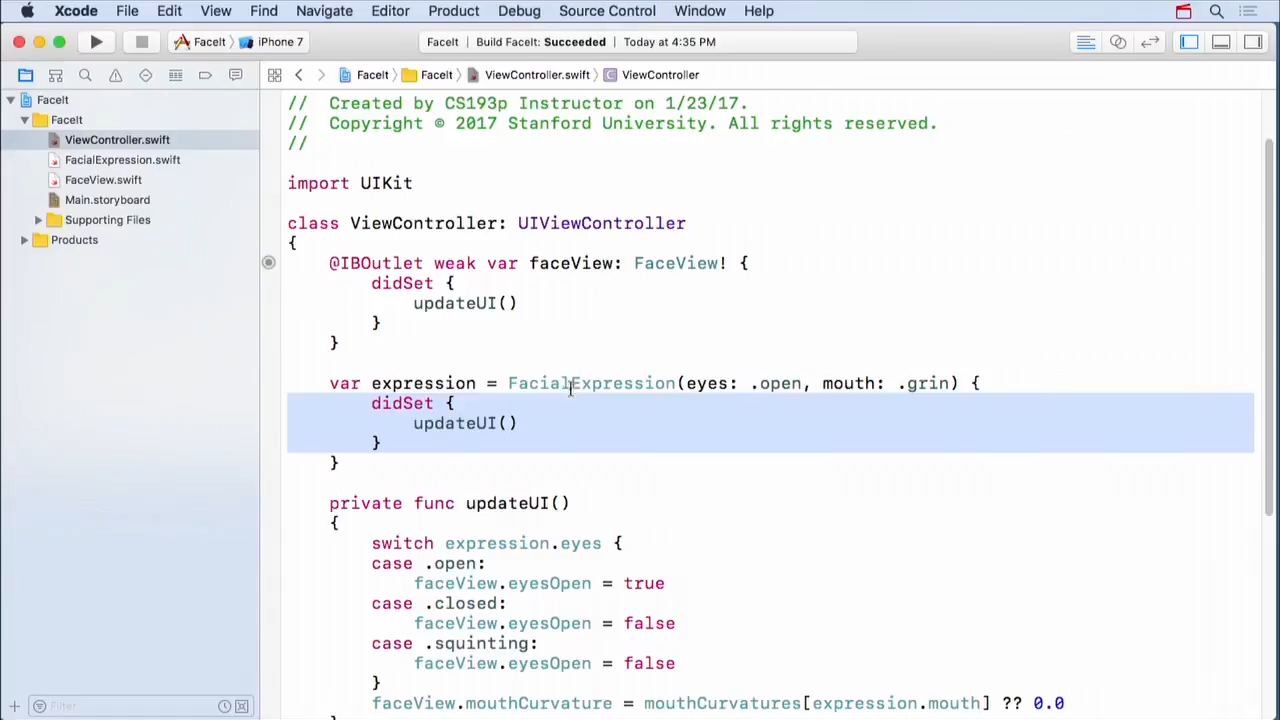 Xcode File Edit View Find Navigate Editor Product Debug Source Control Window Help
FaceIt iPhone 7 FaceIt Build FaceIt: Succeeded Today at 4:35 PM
FaceIt FaceIt ViewController.swift ViewController
FaceIt
FaceIt
ViewController.swift
FacialExpression.swift
FaceView.swift
Main.storyboard
Supporting Files
Products
Filter
// Created by CS193p Instructor on 1/23/17.
// Copyright © 2017 Stanford University. All rights reserved.
//
import UIKit
class ViewController: UIViewController
{
@IBOutlet weak var faceView: FaceView! {
didSet {
updateUI()
}
}
var expression = FacialExpression(eyes: .open, mouth: .grin) {
didSet {
updateUI()
}
}
private func updateUI()
{
switch expression.eyes {
case .open:
faceView.eyesOpen = true
case .closed:
faceView.eyesOpen = false
case .squinting:
faceView.eyesOpen = false
}
faceView.mouthCurvature = mouthCurvatures[expression.mouth] ?? 0.0